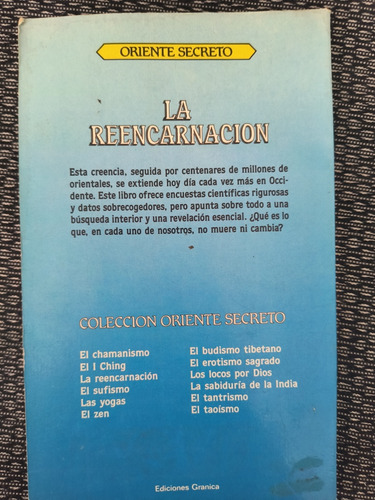 ORIENTE SECRETO
LA
REENCARNACION
Esta creencia, seguida por centenares de millones de
orientales, se extiende hoy día cada vez más en Occi-
dente. Este libro ofrece encuestas científicas rigurosas
y datos sobrecogedores, pero apunta sobre todo a una
búsqueda interior y una revelación esencial. ¿Qué es lo
que, en cada uno de nosotros, no muere ni cambia?
COLECCION ORIENTE SECRETO
El chamanismo
El I Ching
La reencarnación
El sufismo
Las yogas
El zen
El budismo tibetano
El erotismo sagrado
Los locos por Dios
La sabiduría de la India
El tantrismo
El taoísmo
Ediciones Granica